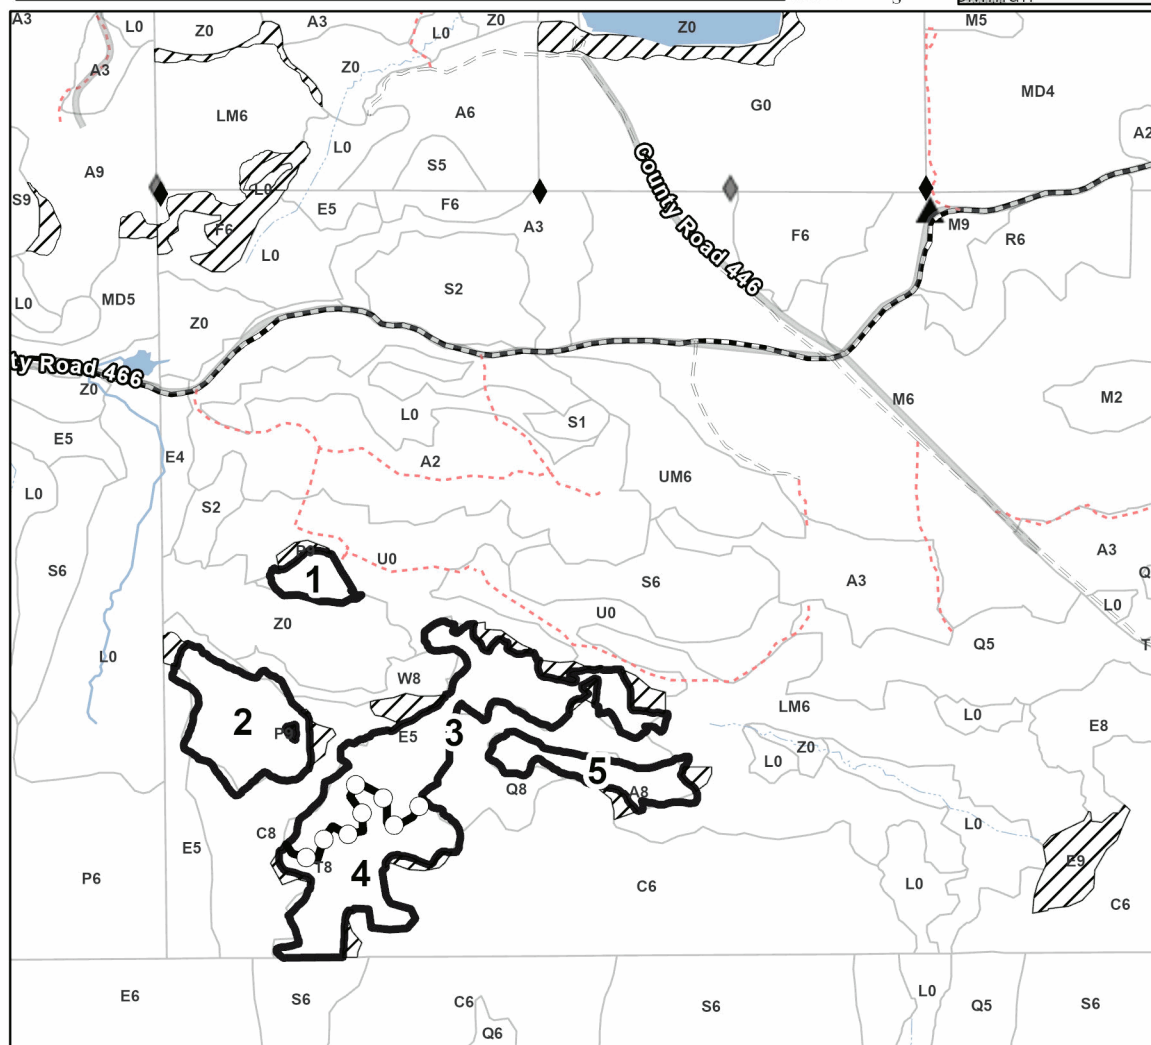 A3
L0
Z0
A3
L0
Z0
Z0
M5
A3
Z0
LM6
A6
G0
MD4
A2
L0
A9
S5
L0
S9
E5
F6
A3
F6
M9
R6
F6
L0
County Road 446
L0
MD5
S2
Z0
ty Road 466
Z0
M6
M2
L0
S1
E5
E4
A2
UM6
L0
S2
A3
U0
S6
S6
A3
Q
1
L0
U0
Z0
Q5
T
L0
W8
LM6
L0
E8
2
3
E5
Z0
5
L0
Q8
A8
C8
L0
E5
T8
4
E9
P6
C6
L0
C6
E6
S6
C6
S6
L0
Q5
S6
Q6